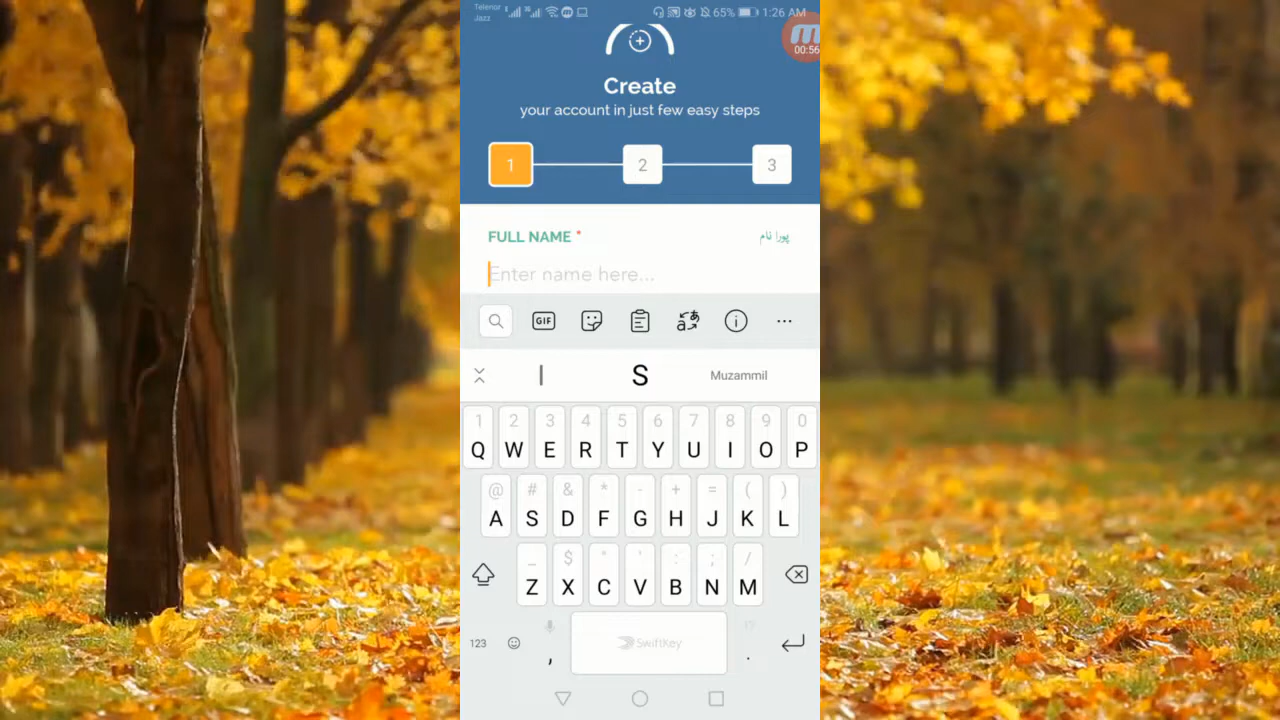 Telenor
Jazz
65% 1:26 AM
00:56
Create
your account in just few easy steps
1 2 3
FULL NAME * پورا نام
Enter name here...
GIF
I S Muzammil
1 2 3 4 5 6 7 8 9 0
Q W E R T Y U I O P
@ # & * - + = ( )
A S D F G H J K L
_ $ " ' : ; /
Z X C V B N M
123 , SwiftKey .